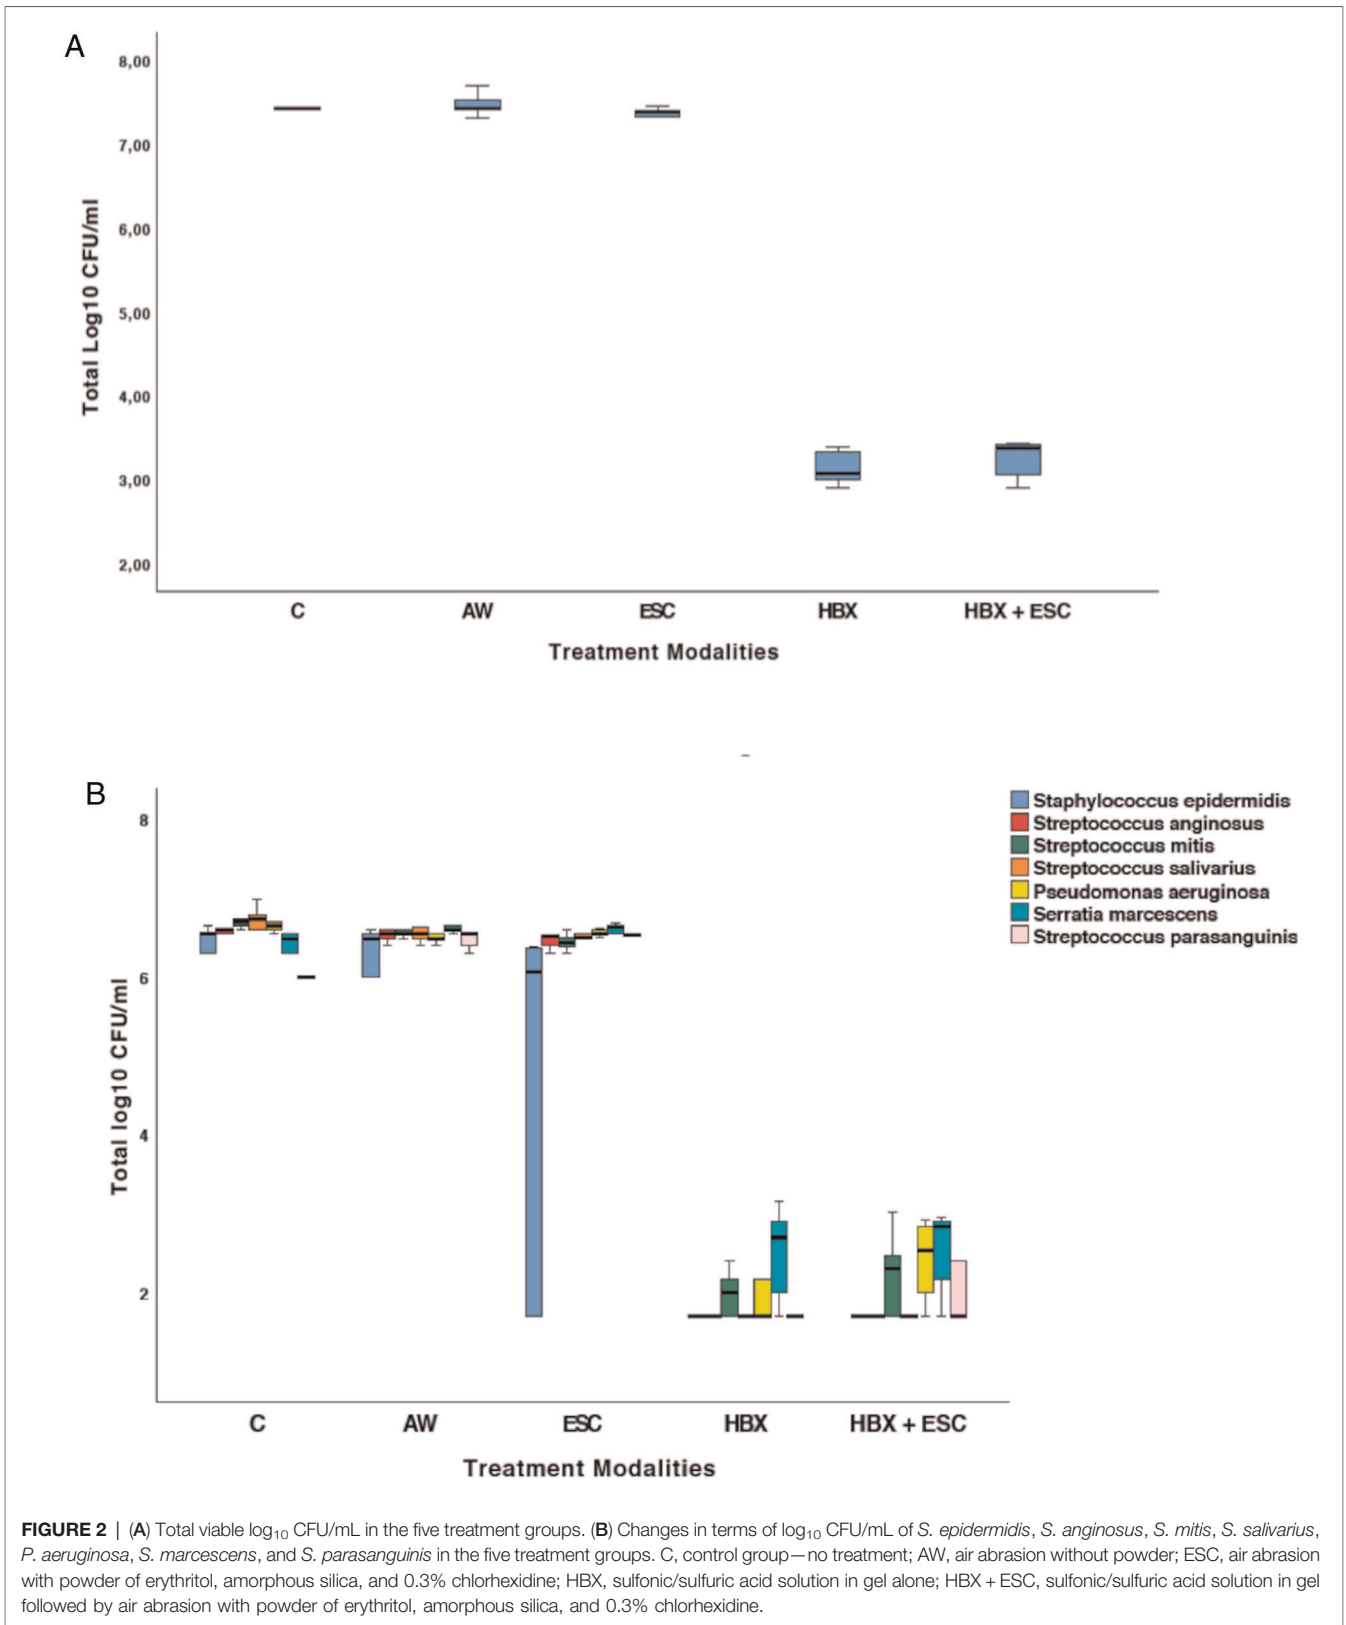 A
8,00
7,00
6,00
5,00
4,00
3,00
2,00
Total Log10 CFU/ml
C AW ESC HBX HBX + ESC
Treatment Modalities
B
Staphylococcus epidermidis
Streptococcus anginosus
Streptococcus mitis
Streptococcus salivarius
Pseudomonas aeruginosa
Serratia marcescens
Streptococcus parasanguinis
8
6
4
2
Total log10 CFU/ml
C AW ESC HBX HBX + ESC
Treatment Modalities
FIGURE 2 | (A) Total viable log10 CFU/mL in the five treatment groups. (B) Changes in terms of log10 CFU/mL of S. epidermidis, S. anginosus, S. mitis, S. salivarius,
P. aeruginosa, S. marcescens, and S. parasanguinis in the five treatment groups. C, control group—no treatment; AW, air abrasion without powder; ESC, air abrasion
with powder of erythritol, amorphous silica, and 0.3% chlorhexidine; HBX, sulfonic/sulfuric acid solution in gel alone; HBX + ESC, sulfonic/sulfuric acid solution in gel
followed by air abrasion with powder of erythritol, amorphous silica, and 0.3% chlorhexidine.